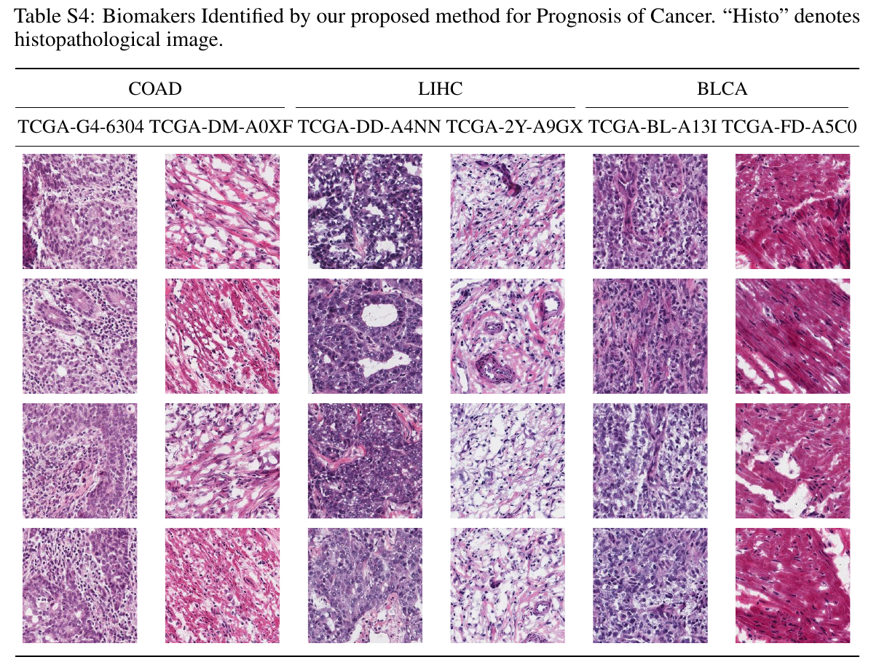 Table S4: Biomakers Identified by our proposed method for Prognosis of Cancer. “Histo” denotes
histopathological image.
COAD LIHC BLCA
TCGA-G4-6304 TCGA-DM-A0XF TCGA-DD-A4NN TCGA-2Y-A9GX TCGA-BL-A13I TCGA-FD-A5C0